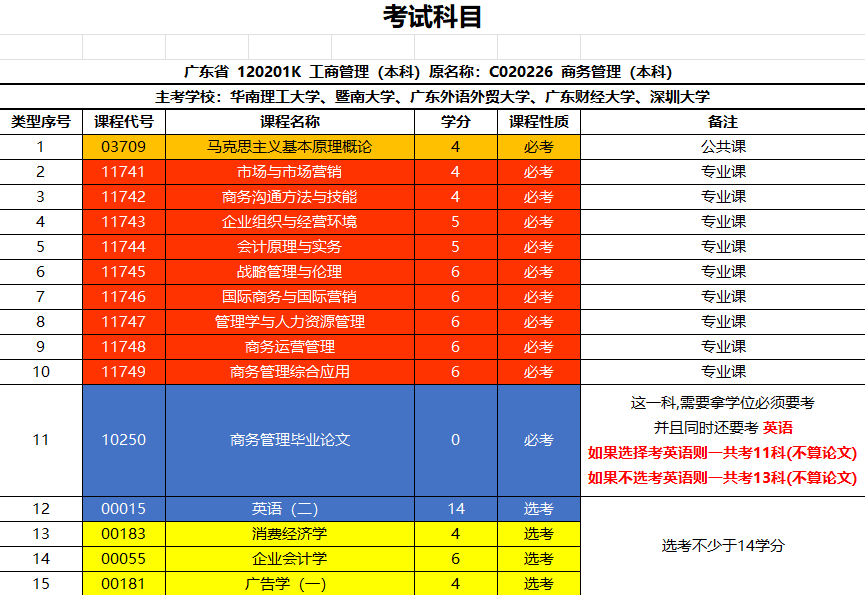 考试科目
广东省 120201K 工商管理（本科）原名称：C020226 商务管理（本科）
主考学校：华南理工大学、暨南大学、广东外语外贸大学、广东财经大学、深圳大学
类型序号 课程代号 课程名称 学分 课程性质 备注
1 03709 马克思主义基本原理概论 4 必考 公共课
2 11741 市场与市场营销 4 必考 专业课
3 11742 商务沟通方法与技能 4 必考 专业课
4 11743 企业组织与经营环境 5 必考 专业课
5 11744 会计原理与实务 5 必考 专业课
6 11745 战略管理与伦理 6 必考 专业课
7 11746 国际商务与国际营销 6 必考 专业课
8 11747 管理学与人力资源管理 6 必考 专业课
9 11748 商务运营管理 6 必考 专业课
10 11749 商务管理综合应用 6 必考 专业课
11 10250 商务管理毕业论文 0 必考
这一科,需要拿学位必须要考
并且同时还要考 英语
如果选择考英语则一共考11科(不算论文)
如果不选考英语则一共考13科(不算论文)
12 00015 英语（二） 14 选考
13 00183 消费经济学 4 选考
14 00055 企业会计学 6 选考
15 00181 广告学（一） 4 选考
选考不少于14学分